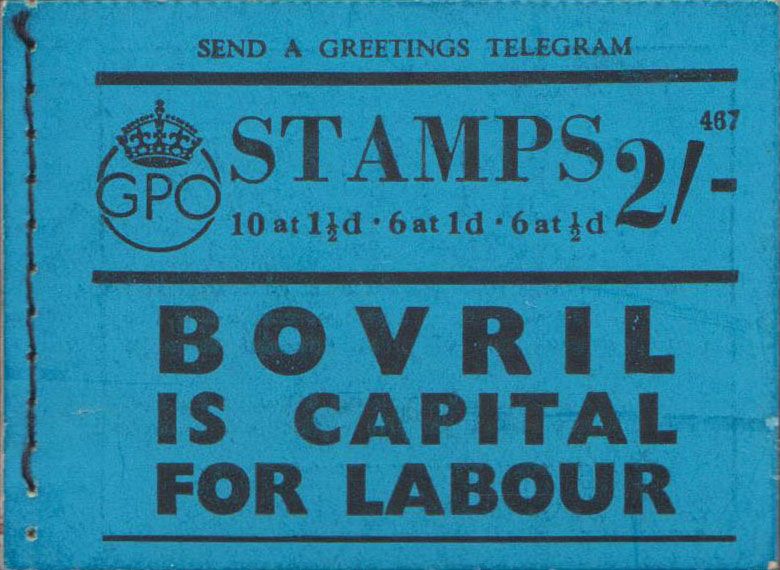 SEND A GREETINGS TELEGRAM
467
GPO STAMPS 2/-
10 at 1½d · 6 at 1d · 6 at ½d
BOVRIL
IS CAPITAL
FOR LABOUR